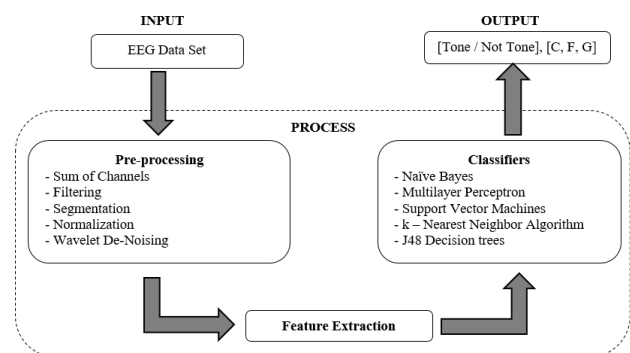 INPUT
EEG Data Set
OUTPUT
[Tone / Not Tone], [C, F, G]
PROCESS
Pre-processing
- Sum of Channels
- Filtering
- Segmentation
- Normalization
- Wavelet De-Noising
Classifiers
- Naïve Bayes
- Multilayer Perceptron
- Support Vector Machines
- k – Nearest Neighbor Algorithm
- J48 Decision trees
Feature Extraction